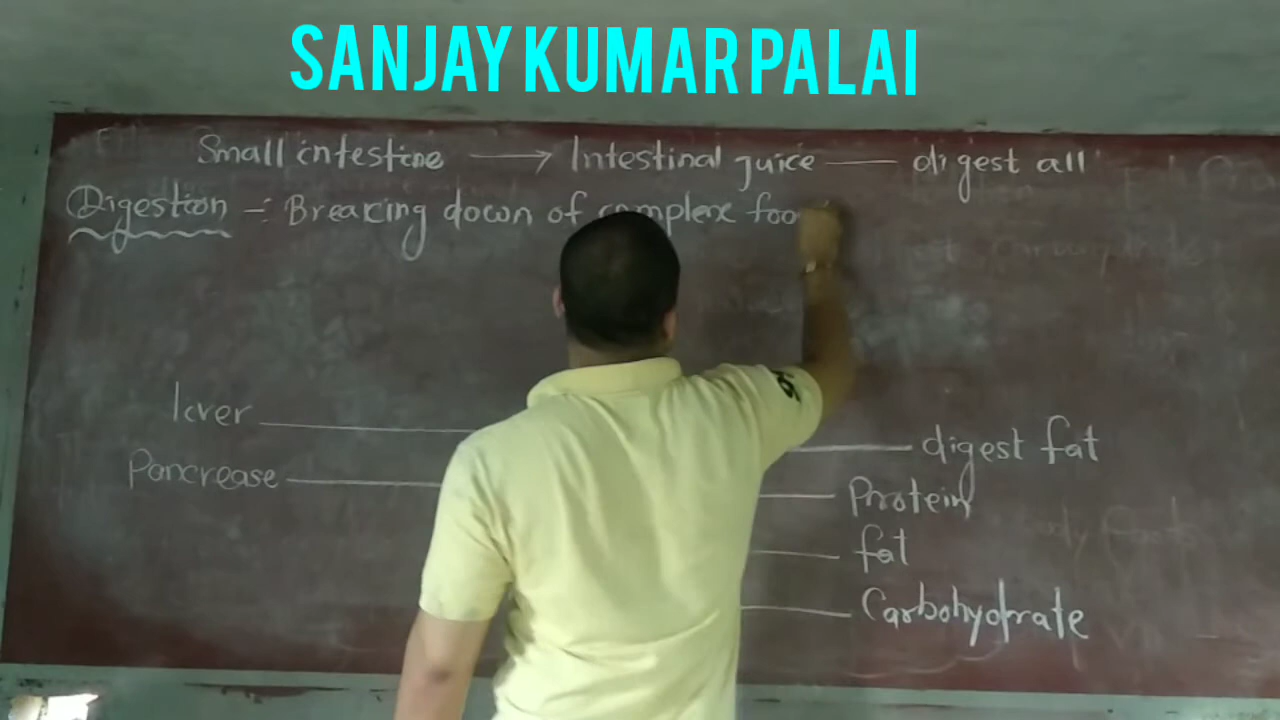 SANJAY KUMAR PALAI
Small intestine → Intestinal juice — digest all
Digestion -: Breaking down of complex foo
liver — digest fat
Pancrease — Protein
— fat
— Carbohydrate